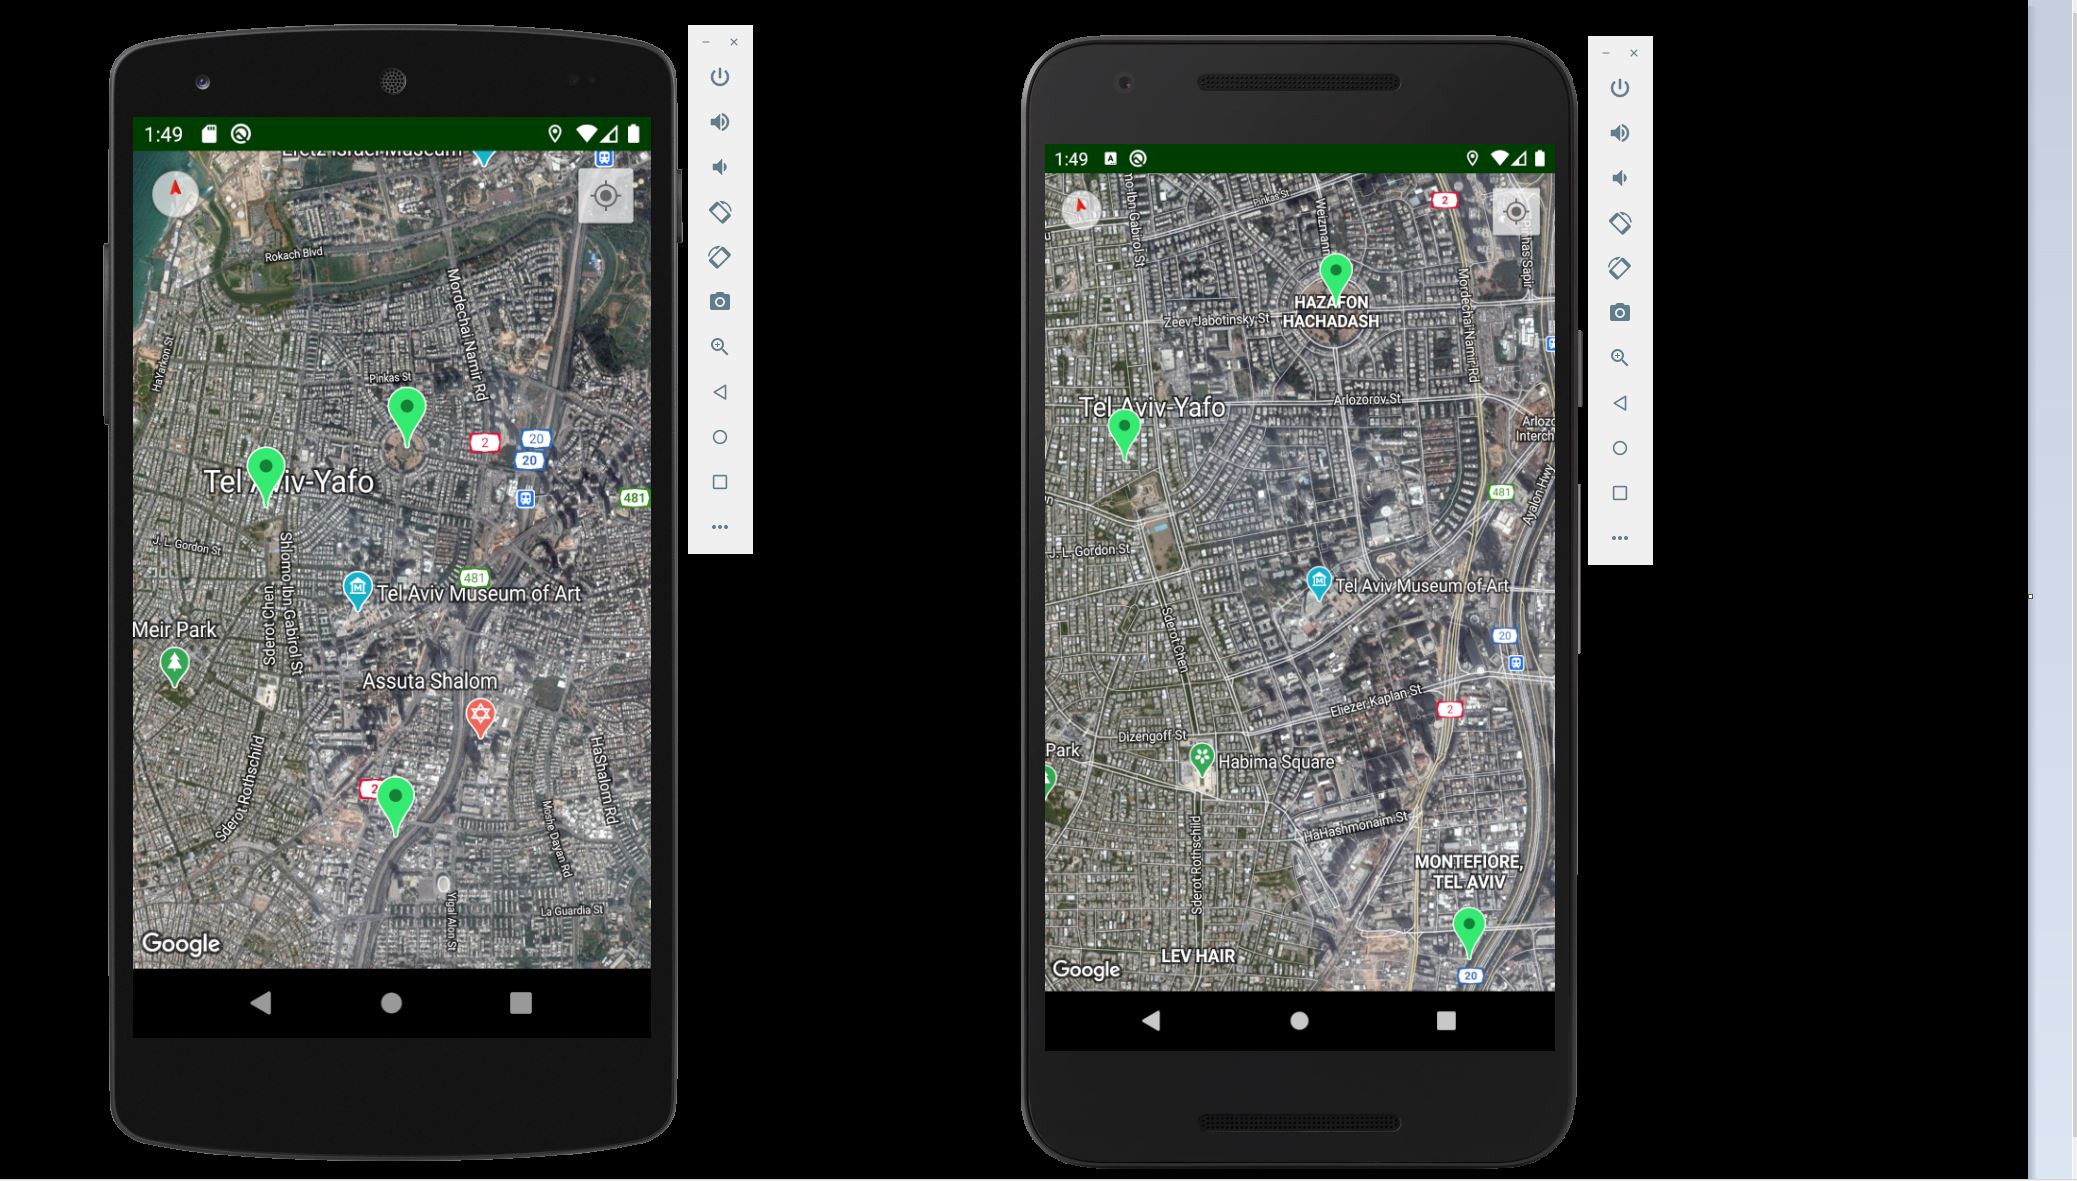 1:49
Eretz Israel Museum
Rokach Blvd
Mordechai Namir Rd
HaYarkon St
Pinkas St
2
20
20
481
Tel Aviv-Yafo
J. L. Gordon St
Shlomo Ibn Gabirol St
Sderot Chen
481
Tel Aviv Museum of Art
Meir Park
Assuta Shalom
Sderot Rothschild
HaShalom Rd
2
Moshe Dayan Rd
Yigal Alon St
La Guardia St
Google
1:49
Pinkas St
mo Ibn Gabirol St
Weizmann
2
Pinhas Sapir
Mordechai Namir Rd
HAZAFON
HACHADASH
Zeev Jabotinsky St
Arlozorov St
Tel Aviv-Yafo
Arlozo
Interch
Ayalon Hwy
481
J. L. Gordon St
Tel Aviv Museum of Art
Sderot Chen
20
Eliezer Kaplan St
2
Dizengoff St
Park
Habima Square
HaHashmonaim St
Sderot Rothschild
MONTEFIORE,
TEL AVIV
LEV HAIR
20
Google